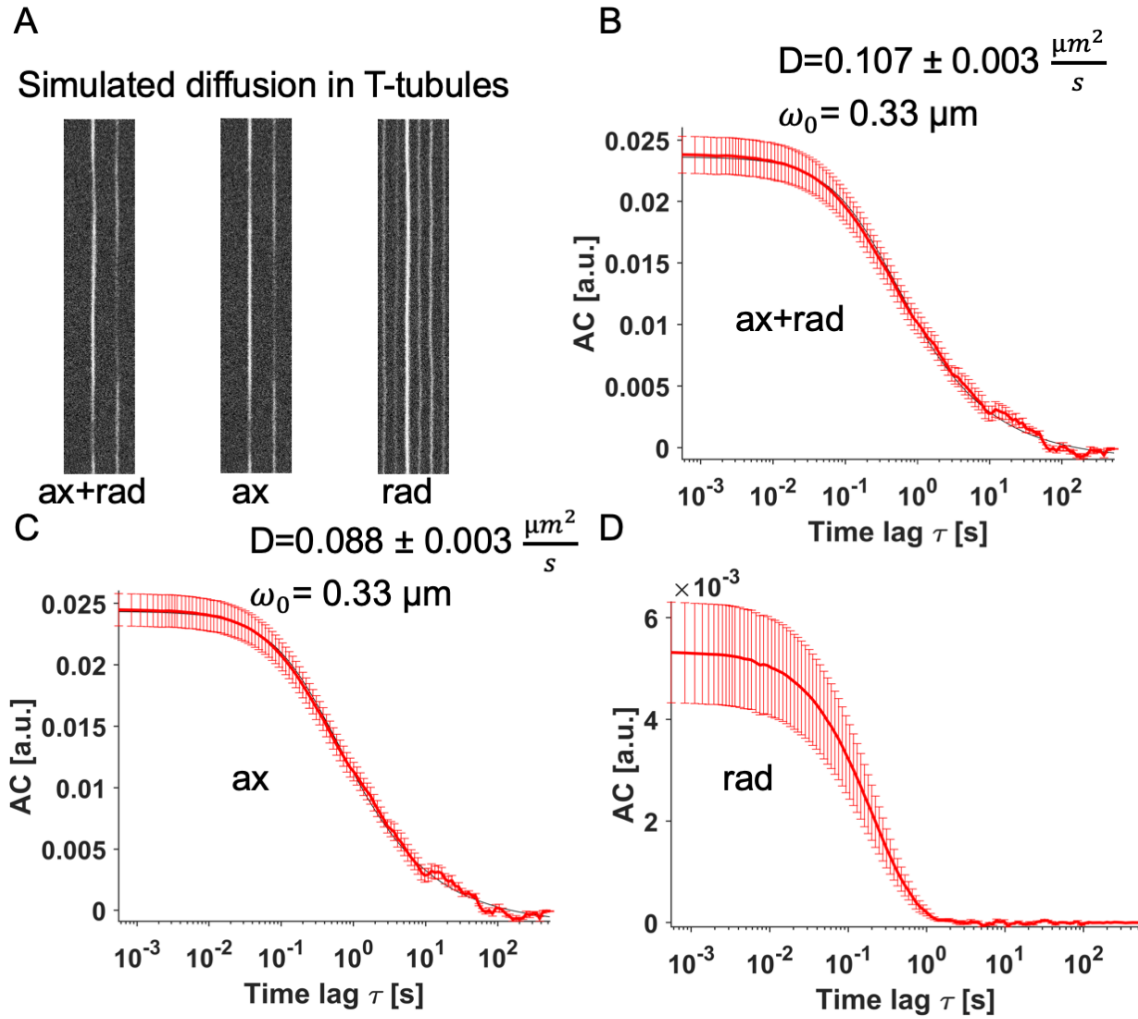 A
Simulated diffusion in T-tubules
ax+rad
ax
rad
B
D=0.107 ± 0.003 μm²/s
ω₀ = 0.33 μm
AC [a.u.]
0.025
0.02
0.015
0.01
0.005
0
ax+rad
10⁻³ 10⁻² 10⁻¹ 10⁰ 10¹ 10²
Time lag τ [s]
C
D=0.088 ± 0.003 μm²/s
ω₀= 0.33 μm
AC [a.u.]
0.025
0.02
0.015
0.01
0.005
0
ax
10⁻³ 10⁻² 10⁻¹ 10⁰ 10¹ 10²
Time lag τ [s]
D
×10⁻³
AC [a.u.]
6
4
2
0
rad
10⁻³ 10⁻² 10⁻¹ 10⁰ 10¹ 10²
Time lag τ [s]